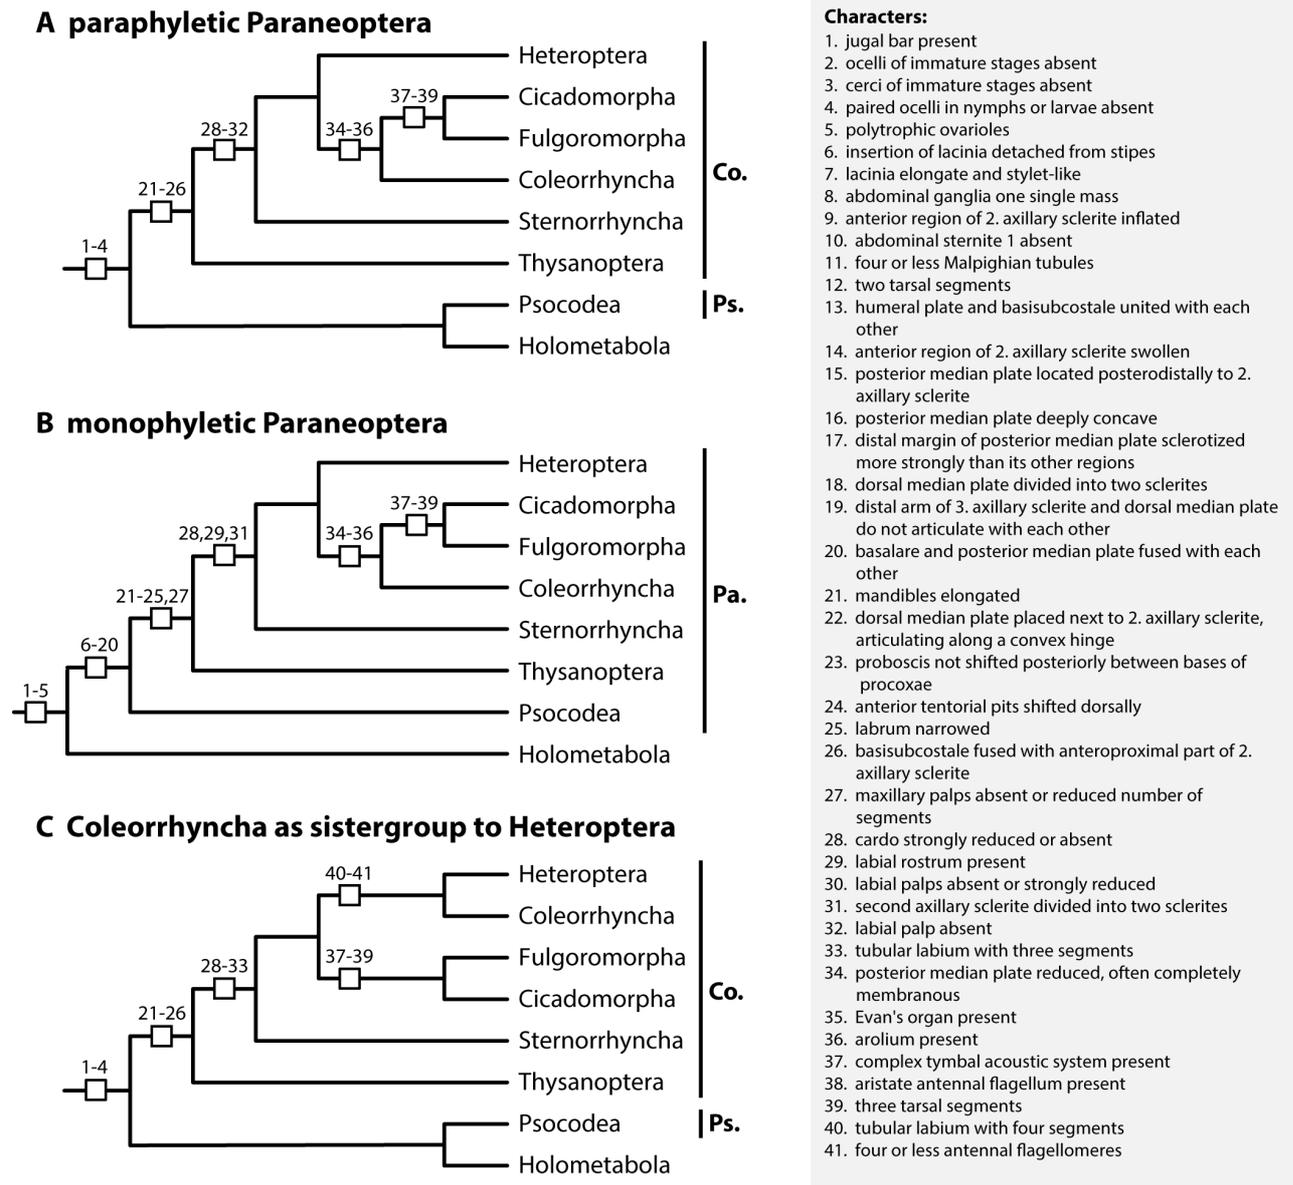 A paraphyletic Paraneoptera
Heteroptera
37-39
Cicadomorpha
28-32
34-36
Fulgoromorpha
Co.
21-26
Coleorrhyncha
Sternorrhyncha
1-4
Thysanoptera
Psocodea
Ps.
Holometabola
B monophyletic Paraneoptera
Heteroptera
37-39
Cicadomorpha
28,29,31
34-36
Fulgoromorpha
21-25,27
Coleorrhyncha
Pa.
Sternorrhyncha
6-20
Thysanoptera
1-5
Psocodea
Holometabola
C Coleorrhyncha as sistergroup to Heteroptera
40-41
Heteroptera
Coleorrhyncha
37-39
Fulgoromorpha
28-33
Cicadomorpha
Co.
21-26
Sternorrhyncha
1-4
Thysanoptera
Psocodea
Ps.
Holometabola
Characters:
1. jugal bar present
2. ocelli of immature stages absent
3. cerci of immature stages absent
4. paired ocelli in nymphs or larvae absent
5. polytrophic ovarioles
6. insertion of lacinia detached from stipes
7. lacinia elongate and stylet-like
8. abdominal ganglia one single mass
9. anterior region of 2. axillary sclerite inflated
10. abdominal sternite 1 absent
11. four or less Malpighian tubules
12. two tarsal segments
13. humeral plate and basisubcostale united with each
other
14. anterior region of 2. axillary sclerite swollen
15. posterior median plate located posterodistally to 2.
axillary sclerite
16. posterior median plate deeply concave
17. distal margin of posterior median plate sclerotized
more strongly than its other regions
18. dorsal median plate divided into two sclerites
19. distal arm of 3. axillary sclerite and dorsal median plate
do not articulate with each other
20. basalare and posterior median plate fused with each
other
21. mandibles elongated
22. dorsal median plate placed next to 2. axillary sclerite,
articulating along a convex hinge
23. proboscis not shifted posteriorly between bases of
procoxae
24. anterior tentorial pits shifted dorsally
25. labrum narrowed
26. basisubcostale fused with anteroproximal part of 2.
axillary sclerite
27. maxillary palps absent or reduced number of
segments
28. cardo strongly reduced or absent
29. labial rostrum present
30. labial palps absent or strongly reduced
31. second axillary sclerite divided into two sclerites
32. labial palp absent
33. tubular labium with three segments
34. posterior median plate reduced, often completely
membranous
35. Evan's organ present
36. arolium present
37. complex tymbal acoustic system present
38. aristate antennal flagellum present
39. three tarsal segments
40. tubular labium with four segments
41. four or less antennal flagellomeres